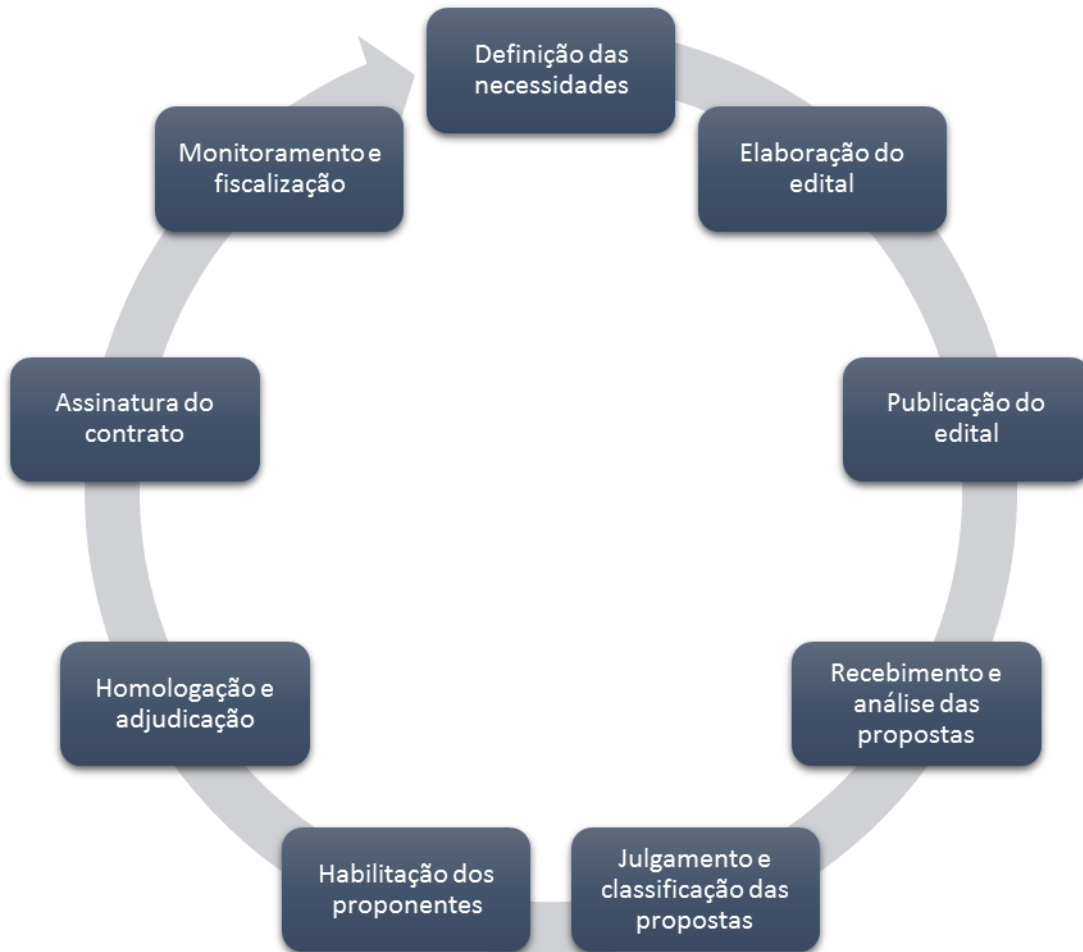 Definição das
necessidades
Elaboração do
edital
Publicação do
edital
Recebimento e
análise das
propostas
Julgamento e
classificação das
propostas
Habilitação dos
proponentes
Homologação e
adjudicação
Assinatura do
contrato
Monitoramento e
fiscalização